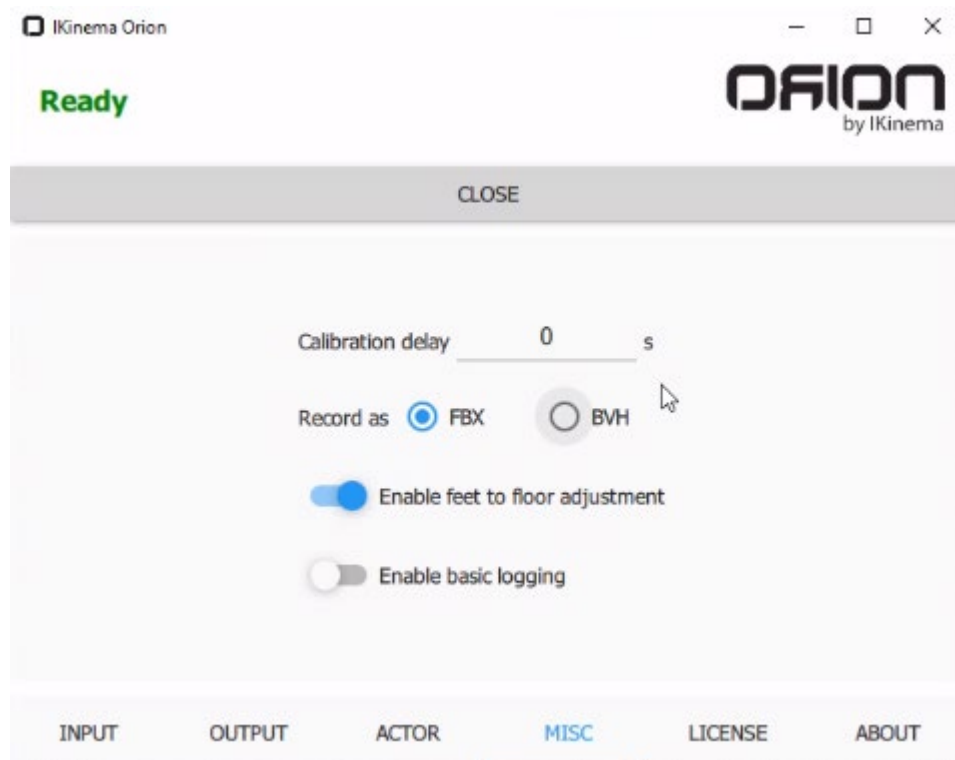 IKinema Orion
Ready
ORION
by IKinema
CLOSE
Calibration delay 0 s
Record as FBX BVH
Enable feet to floor adjustment
Enable basic logging
INPUT OUTPUT ACTOR MISC LICENSE ABOUT